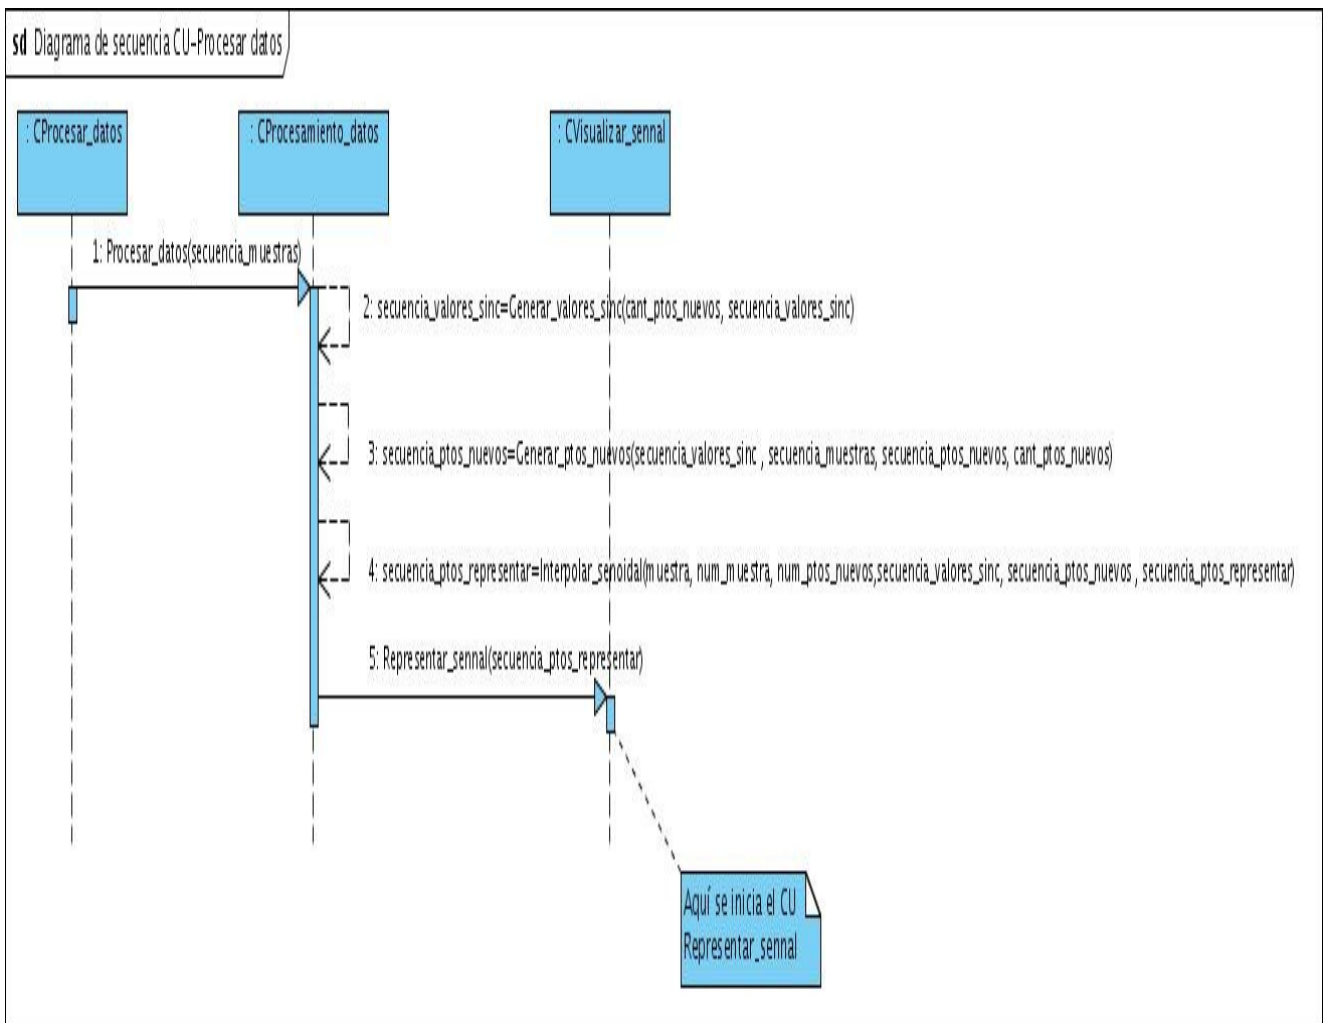 sd Diagrama de secuencia CU-Procesar datos
: CProcesar_datos
: CProcesamiento_datos
: CVisualizar_sennal
1: Procesar_datos(secuencia_muestras)
2: secuencia_valores_sinc=Generar_valores_sinc(cant_ptos_nuevos, secuencia_valores_sinc)
3: secuencia_ptos_nuevos=Generar_ptos_nuevos(secuencia_valores_sinc , secuencia_muestras, secuencia_ptos_nuevos, cant_ptos_nuevos)
4: secuencia_ptos_representar=Interpolar_senoidal(muestra, num_muestra, num_ptos_nuevos,secuencia_valores_sinc, secuencia_ptos_nuevos , secuencia_ptos_representar)
5: Representar_sennal(secuencia_ptos_representar)
Aquí se inicia el CU
Representar_sennal